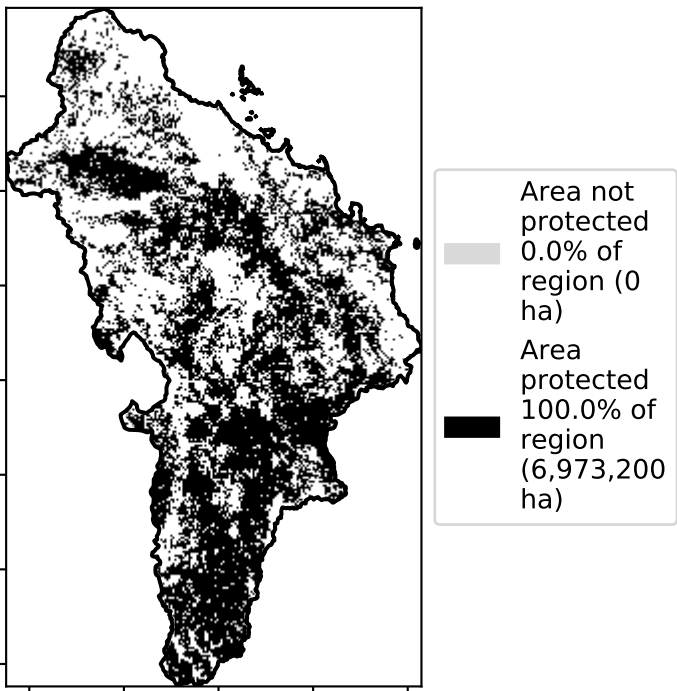 Area not
protected
0.0% of
region (0
ha)
Area
protected
100.0% of
region
(6,973,200
ha)